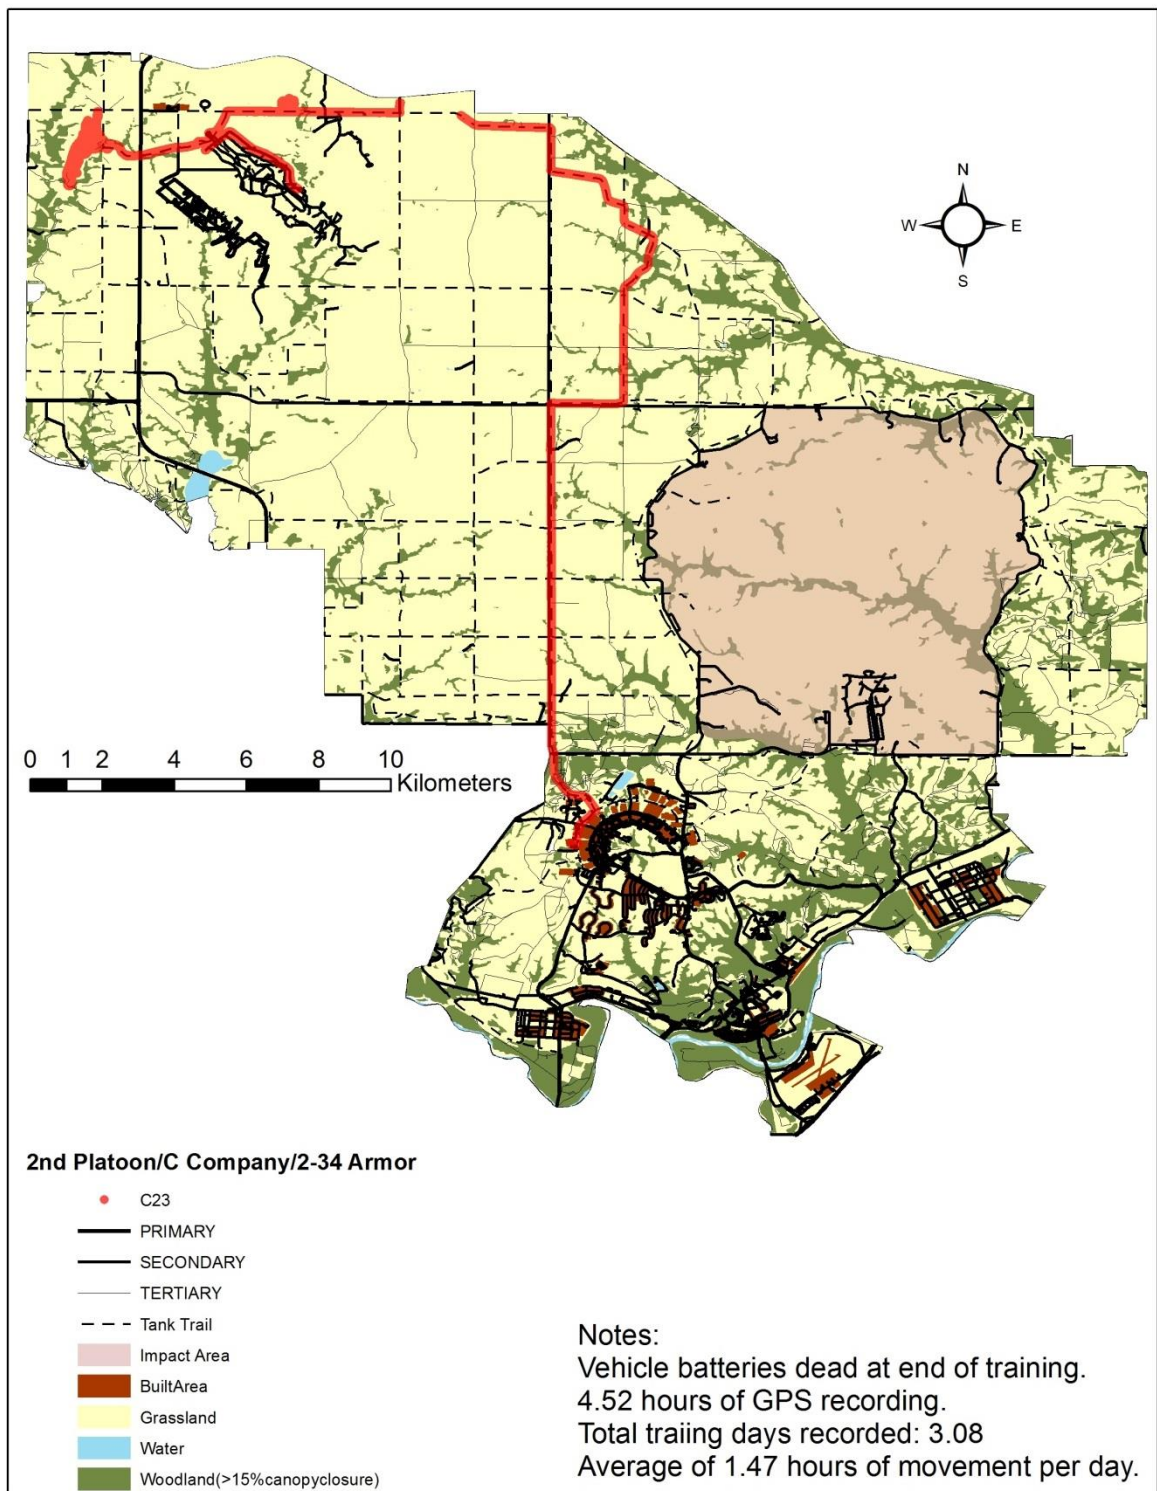 N
W
E
S
0 1 2 4 6 8 10
Kilometers
2nd Platoon/C Company/2-34 Armor
C23
PRIMARY
SECONDARY
TERTIARY
Tank Trail
Impact Area
BuiltArea
Grassland
Water
Woodland(>15%canopyclosure)
Notes:
Vehicle batteries dead at end of training.
4.52 hours of GPS recording.
Total traiing days recorded: 3.08
Average of 1.47 hours of movement per day.